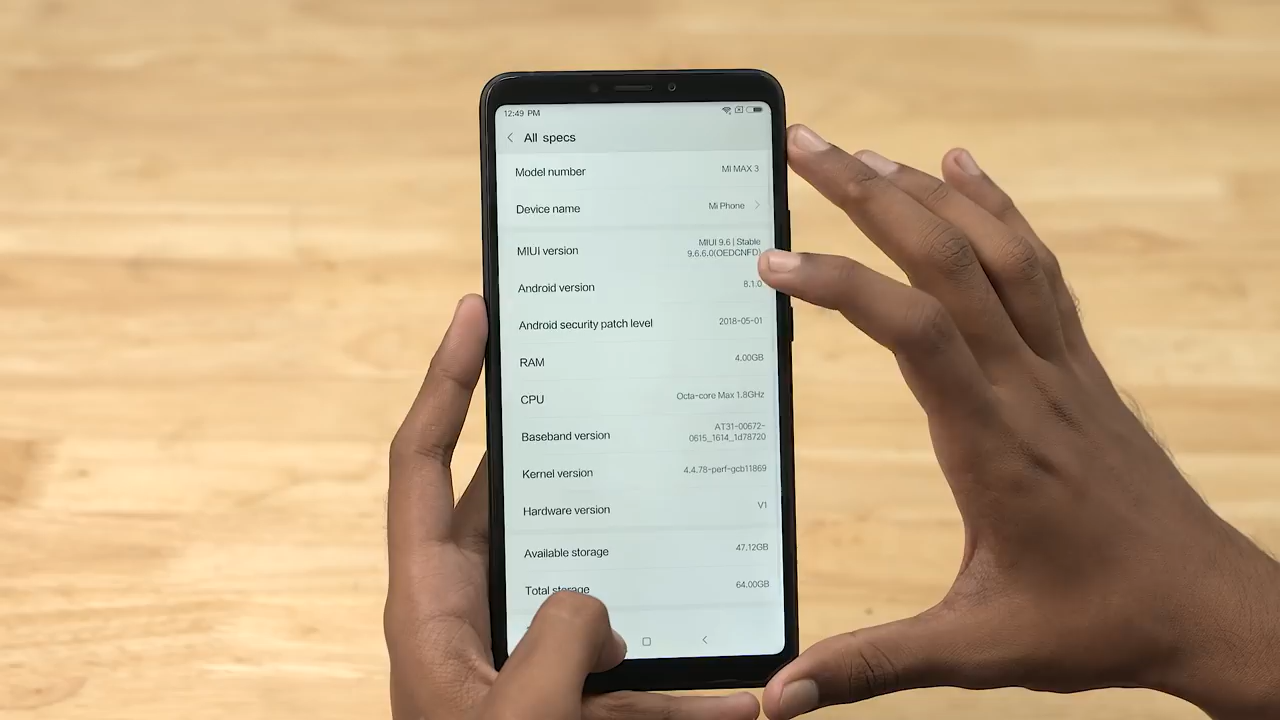 12:49 PM
All specs
Model number MI MAX 3
Device name Mi Phone
MIUi version MIUI 9.6 | Stable
9.6.6.0(OEDCNFD)
Android version 8.1.0
Android security patch level 2018-05-01
RAM 4.00GB
CPU Octa-core Max 1.8GHz
Baseband version AT31-00672-
0615_1614_1d78720
Kernel version 4.4.78-perf-gcb11869
Hardware version V1
Available storage 47.12GB
Total storage 64.00GB